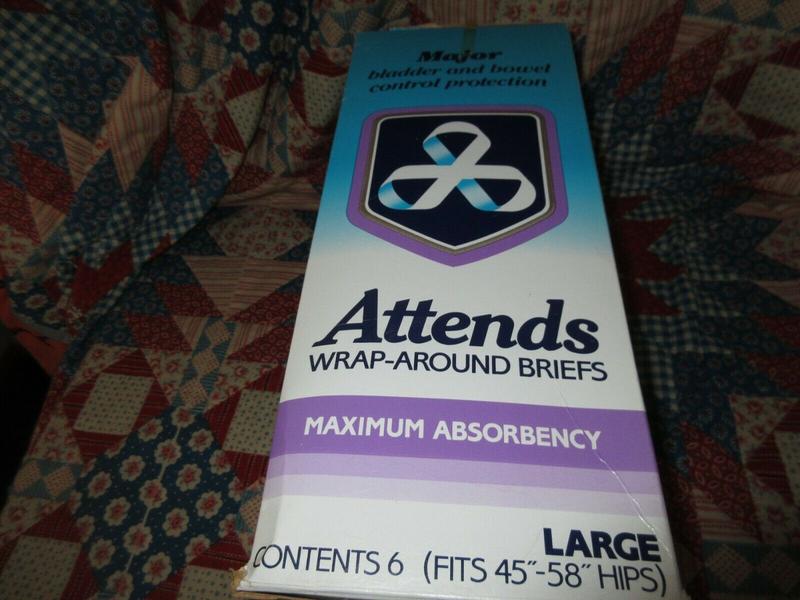 Major
bladder and bowel
control protection
Attends
WRAP-AROUND BRIEFS
MAXIMUM ABSORBENCY
LARGE
CONTENTS 6 (FITS 45"-58" HIPS)